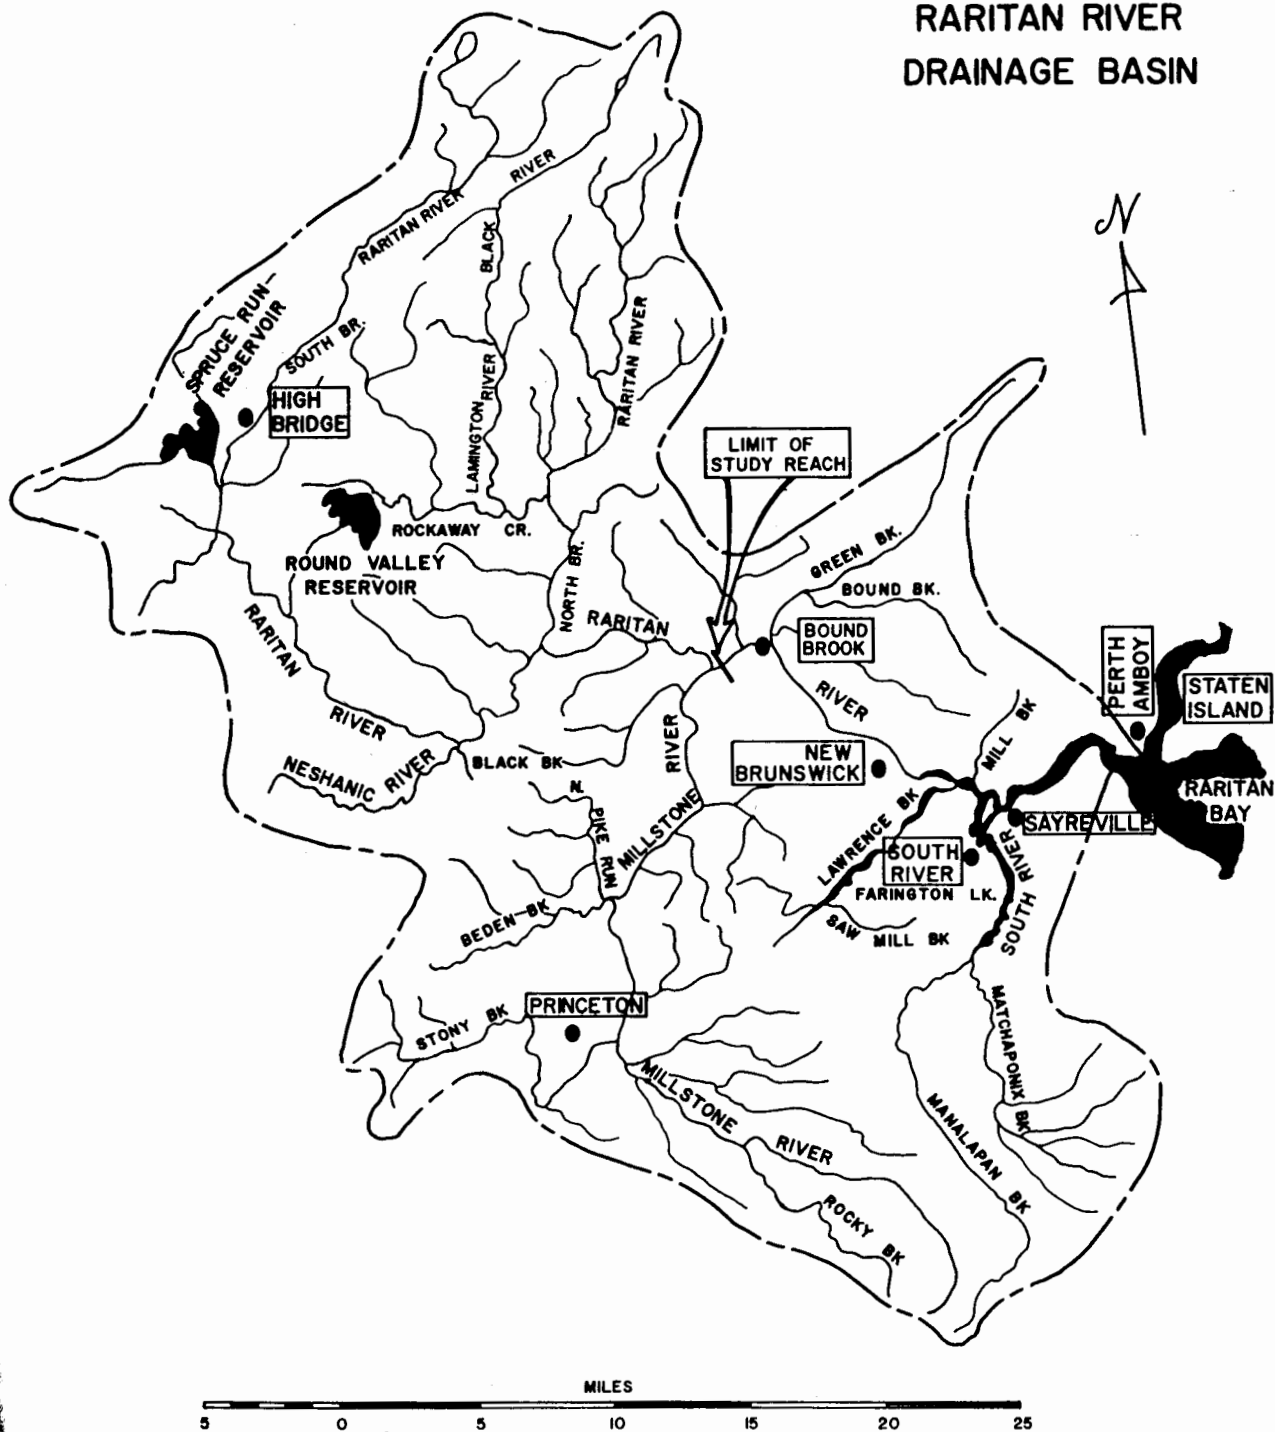 RARITAN RIVER
DRAINAGE BASIN
N
RIVER
RARITAN RIVER
BLACK
SPRUCE RUN
RESERVOIR
SOUTH BR.
RARITAN RIVER
HIGH
BRIDGE
LAMINGTON RIVER
LIMIT OF
STUDY REACH
ROCKAWAY CR.
ROUND VALLEY
RESERVOIR
NORTH BR.
GREEN BK.
BOUND BK.
RARITAN
RARITAN
BOUND
BROOK
PERTH
AMBOY
STATEN
ISLAND
RIVER
RIVER
RIVER
MILL BK
NESHANIC RIVER
BLACK BK
NEW
BRUNSWICK
RARITAN
BAY
N.
PIKE RUN
MILLSTONE
LAWRENCE BK
SAYREVILLE
SOUTH
RIVER
SOUTH RIVER
FARINGTON LK.
BEDEN BK
SAW MILL BK
PRINCETON
STONY BK
MATCHAPONIX BK
MILLSTONE
RIVER
MANALAPAN BK
ROCKY BK
MILES
5 0 5 10 15 20 25